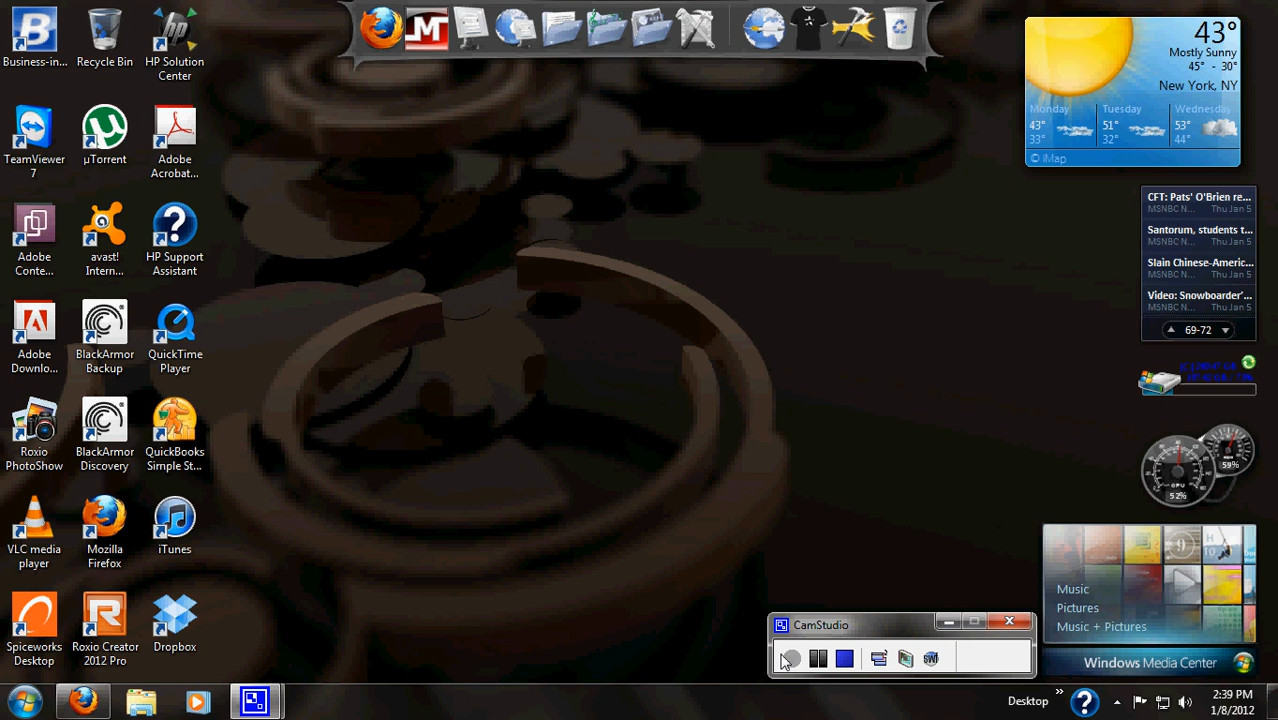 Business-in...
Recycle Bin
HP Solution
Center
TeamViewer
7
µTorrent
Adobe
Acrobat...
Adobe
Conte...
avast!
Intern...
HP Support
Assistant
Adobe
Downlo...
BlackArmor
Backup
QuickTime
Player
Roxio
PhotoShow
BlackArmor
Discovery
QuickBooks
Simple St...
VLC media
player
Mozilla
Firefox
iTunes
Spiceworks
Desktop
Roxio Creator
2012 Pro
Dropbox
43°
Mostly Sunny
45° - 30°
New York, NY
Monday
43°
33°
Tuesday
51°
32°
Wednesday
53°
44°
© iMap
CFT: Pats' O'Brien re...
MSNBC N... Thu Jan 5
Santorum, students t...
MSNBC N... Thu Jan 5
Slain Chinese-Americ...
MSNBC N... Thu Jan 5
Video: Snowboarder'...
MSNBC N... Thu Jan 5
69-72
59%
CPU
52%
Music
Pictures
Music + Pictures
Windows Media Center
CamStudio
SWF
Desktop
2:39 PM
1/8/2012